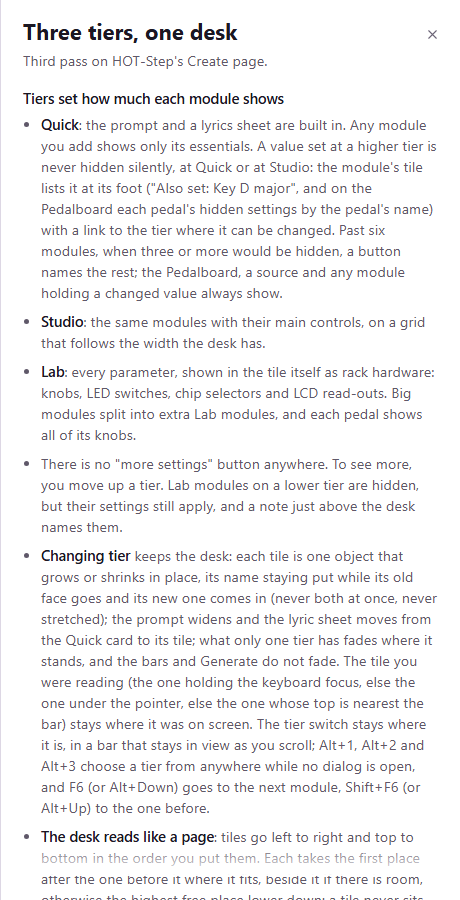 Three tiers, one desk
×
Third pass on HOT-Step's Create page.
Tiers set how much each module shows
• Quick: the prompt and a lyrics sheet are built in. Any module
you add shows only its essentials. A value set at a higher tier is
never hidden silently, at Quick or at Studio: the module's tile
lists it at its foot ("Also set: Key D major", and on the
Pedalboard each pedal's hidden settings by the pedal's name)
with a link to the tier where it can be changed. Past six
modules, when three or more would be hidden, a button
names the rest; the Pedalboard, a source and any module
holding a changed value always show.
• Studio: the same modules with their main controls, on a grid
that follows the width the desk has.
• Lab: every parameter, shown in the tile itself as rack hardware:
knobs, LED switches, chip selectors and LCD read-outs. Big
modules split into extra Lab modules, and each pedal shows
all of its knobs.
• There is no "more settings" button anywhere. To see more,
you move up a tier. Lab modules on a lower tier are hidden,
but their settings still apply, and a note just above the desk
names them.
• Changing tier keeps the desk: each tile is one object that
grows or shrinks in place, its name staying put while its old
face goes and its new one comes in (never both at once, never
stretched); the prompt widens and the lyric sheet moves from
the Quick card to its tile; what only one tier has fades where it
stands, and the bars and Generate do not fade. The tile you
were reading (the one holding the keyboard focus, else the
one under the pointer, else the one whose top is nearest the
bar) stays where it was on screen. The tier switch stays where
it is, in a bar that stays in view as you scroll; Alt+1, Alt+2 and
Alt+3 choose a tier from anywhere while no dialog is open,
and F6 (or Alt+Down) goes to the next module, Shift+F6 (or
Alt+Up) to the one before.
• The desk reads like a page: tiles go left to right and top to
bottom in the order you put them. Each takes the first place
after the one before it where it fits, beside it if there is room,
otherwise the highest free place lower down: a tile never sits